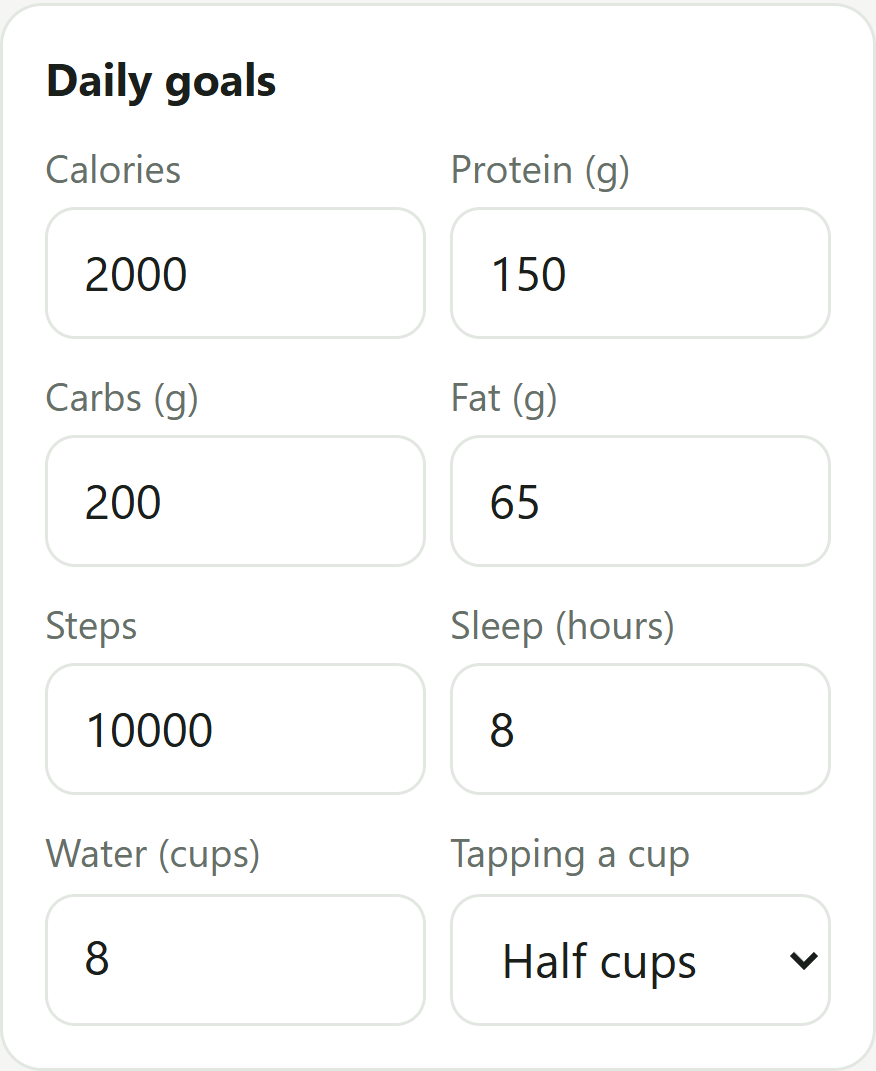 Daily goals
Calories Protein (g)
2000 150
Carbs (g) Fat (g)
200 65
Steps Sleep (hours)
10000 8
Water (cups) Tapping a cup
8 Half cups